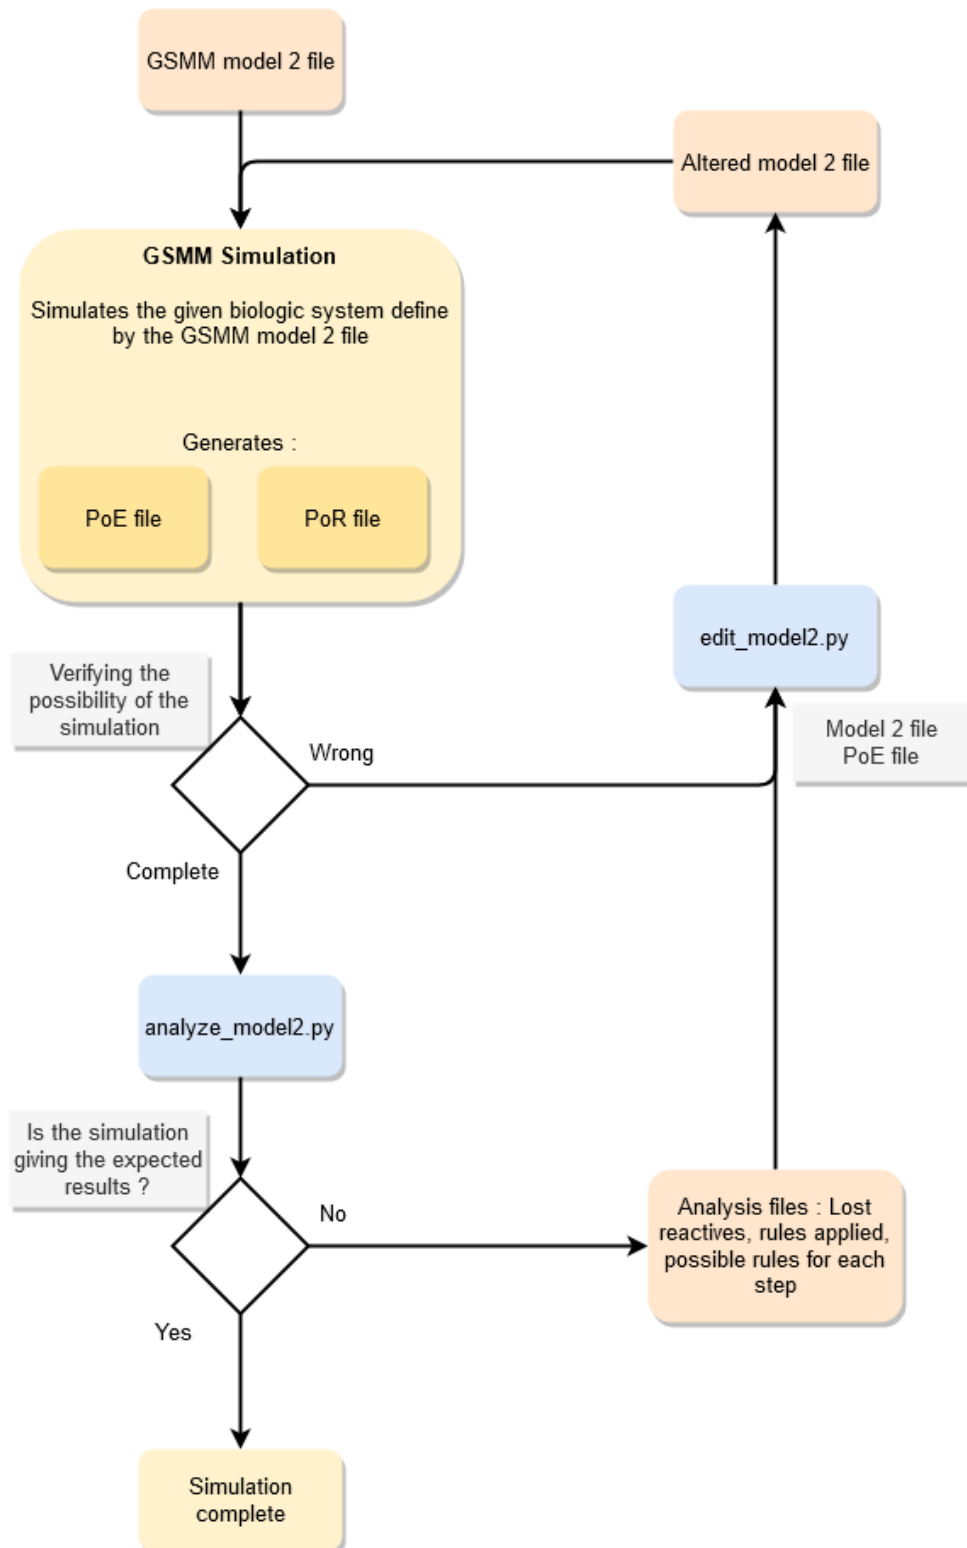 GSMM model 2 file
Altered model 2 file
GSMM Simulation
Simulates the given biologic system define
by the GSMM model 2 file
Generates :
PoE file
PoR file
edit_model2.py
Verifying the
possibility of the
simulation
Wrong
Model 2 file
PoE file
Complete
analyze_model2.py
Is the simulation
giving the expected
results ?
No
Analysis files : Lost
reactives, rules applied,
possible rules for each
step
Yes
Simulation
complete